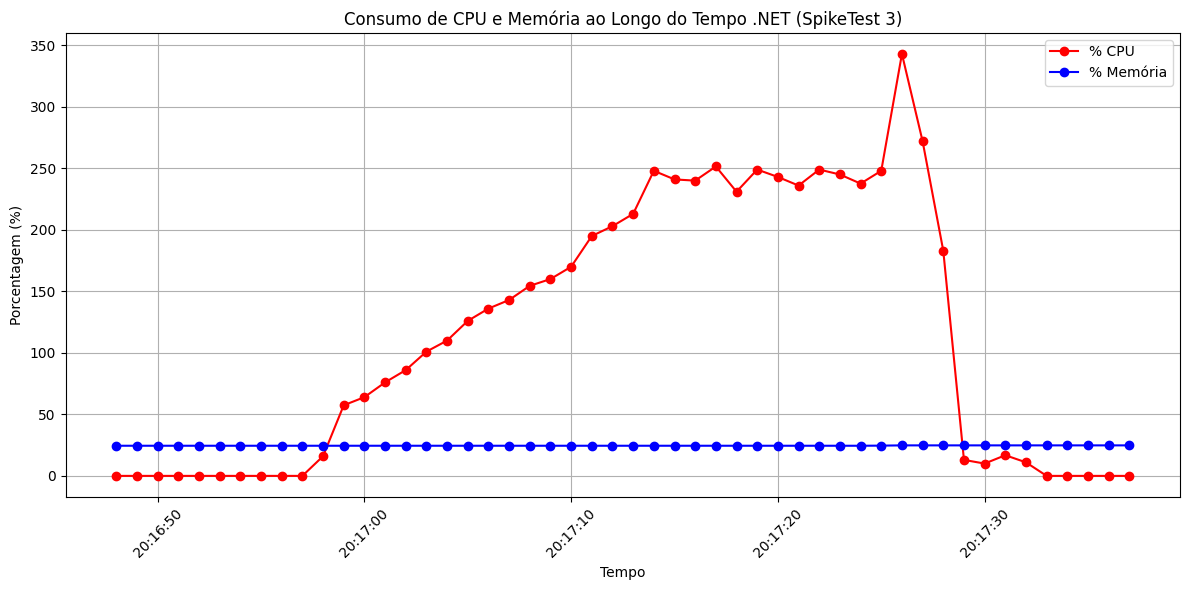 Consumo de CPU e Memória ao Longo do Tempo .NET (SpikeTest 3)
% CPU
% Memória
Porcentagem (%)
350
300
250
200
150
100
50
0
20:16:50
20:17:00
20:17:10
20:17:20
20:17:30
Tempo